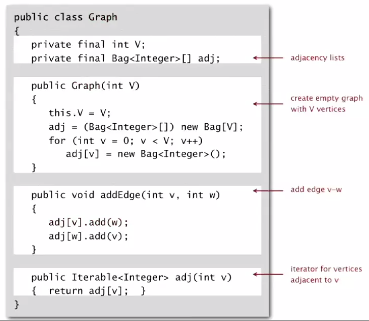 public class Graph
{
private final int V;
private final Bag<Integer>[] adj;
adjacency lists
public Graph(int V)
{
this.V = V;
adj = (Bag<Integer>[]) new Bag[V];
for (int v = 0; v < V; v++)
adj[v] = new Bag<Integer>();
}
create empty graph
with V vertices
public void addEdge(int v, int w)
{
adj[v].add(w);
adj[w].add(v);
}
add edge v–w
public Iterable<Integer> adj(int v)
{ return adj[v]; }
iterator for vertices
adjacent to v
}